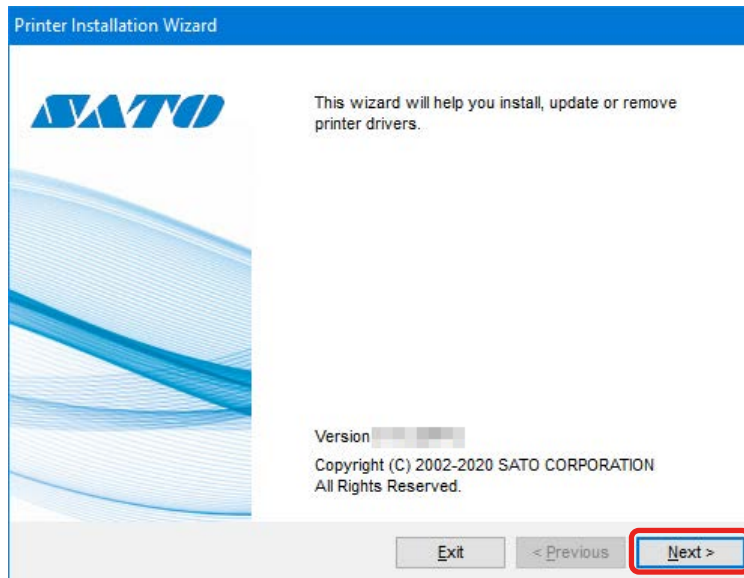 Printer Installation Wizard
SATO
This wizard will help you install, update or remove
printer drivers.
Version
Copyright (C) 2002-2020 SATO CORPORATION
All Rights Reserved.
Exit
< Previous
Next >